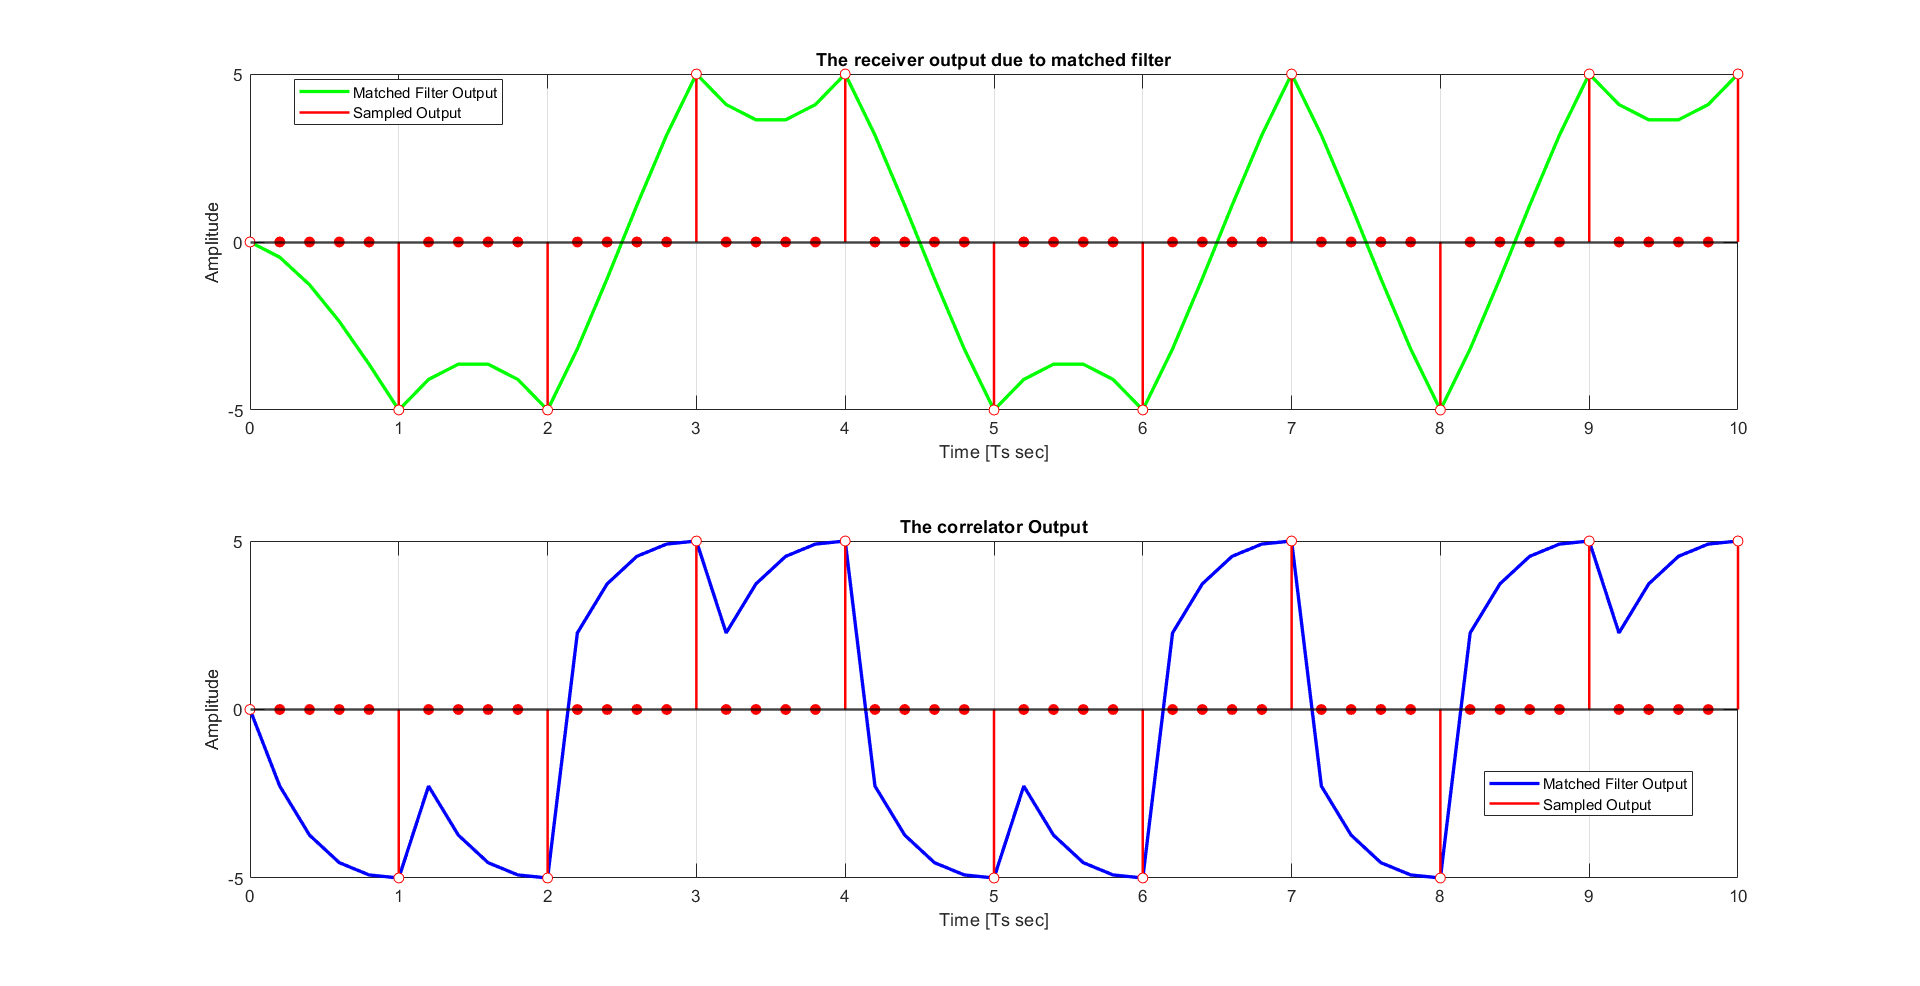 The receiver output due to matched filter
5
Matched Filter Output
Sampled Output
Amplitude
0
-5
0 1 2 3 4 5 6 7 8 9 10
Time [Ts sec]
The correlator Output
5
Amplitude
0
Matched Filter Output
Sampled Output
-5
0 1 2 3 4 5 6 7 8 9 10
Time [Ts sec]